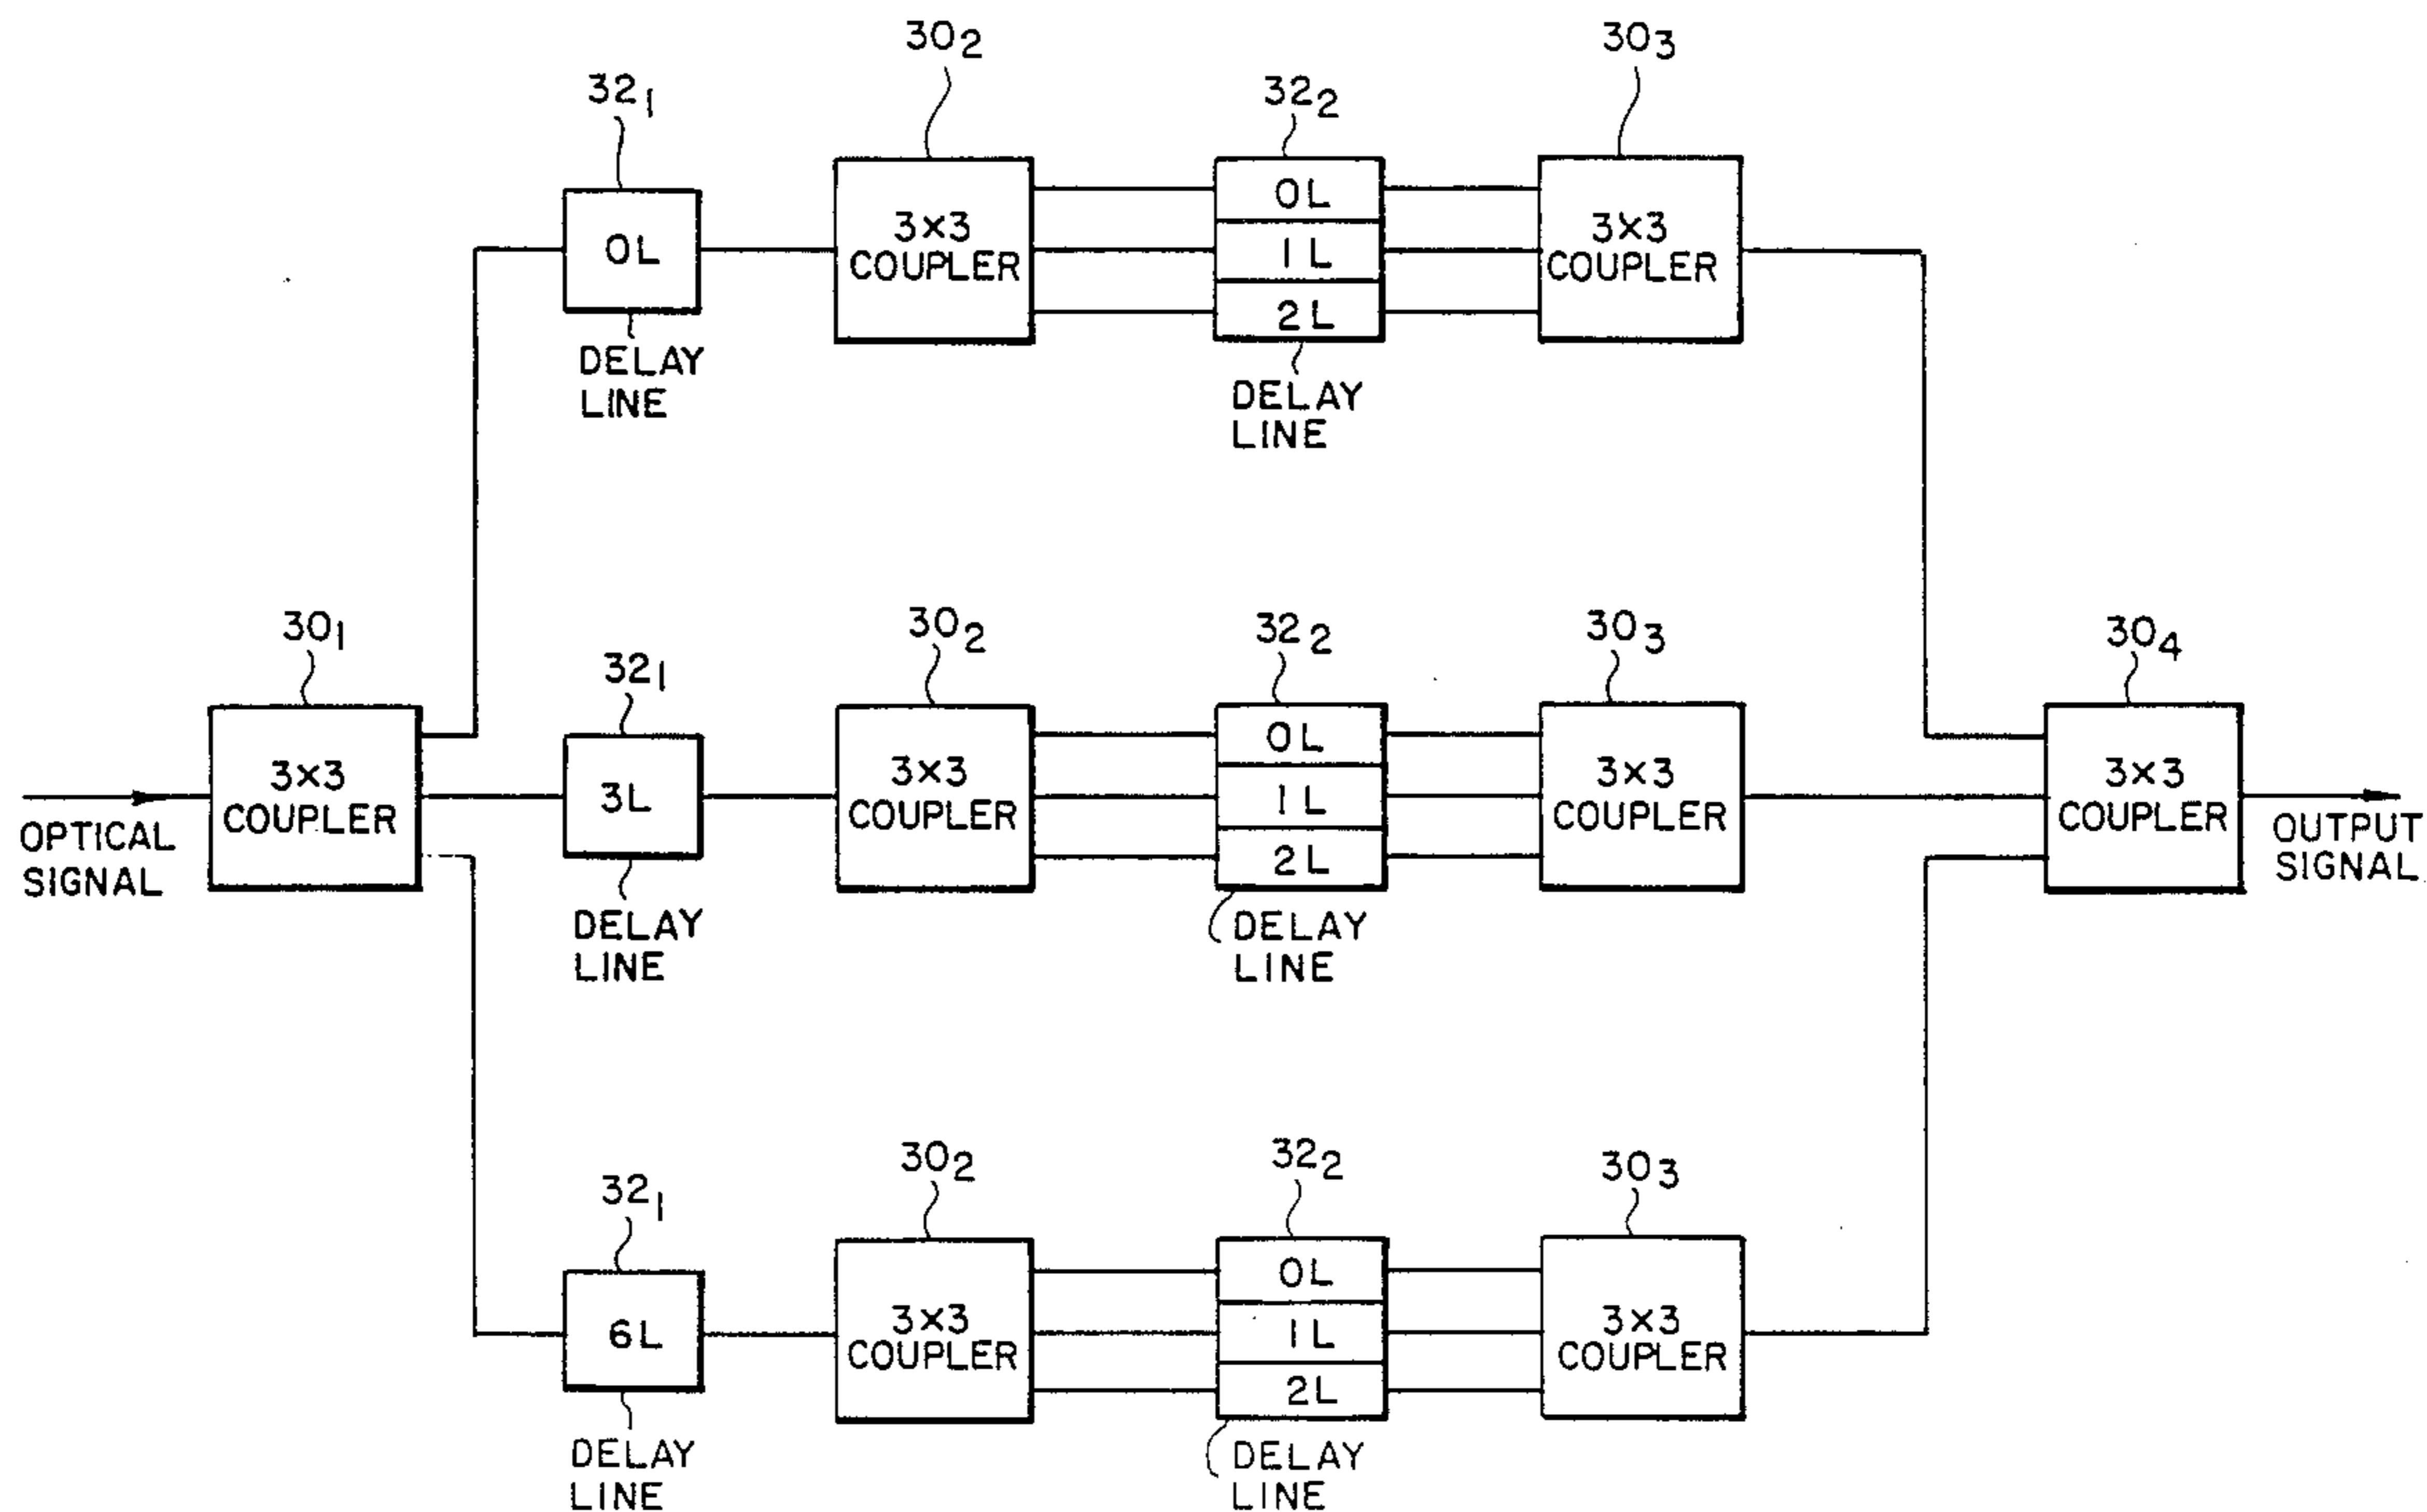 30₂
30₃
32₁
32₂
0L
3×3
COUPLER
0L
1L
2L
3×3
COUPLER
DELAY
LINE
DELAY
LINE
30₁
32₁
30₂
32₂
30₃
30₄
OPTICAL
SIGNAL
3×3
COUPLER
3L
3×3
COUPLER
0L
1L
2L
3×3
COUPLER
3×3
COUPLER
OUTPUT
SIGNAL
DELAY
LINE
DELAY
LINE
32₁
30₂
32₂
30₃
6L
3×3
COUPLER
0L
1L
2L
3×3
COUPLER
DELAY
LINE
DELAY
LINE